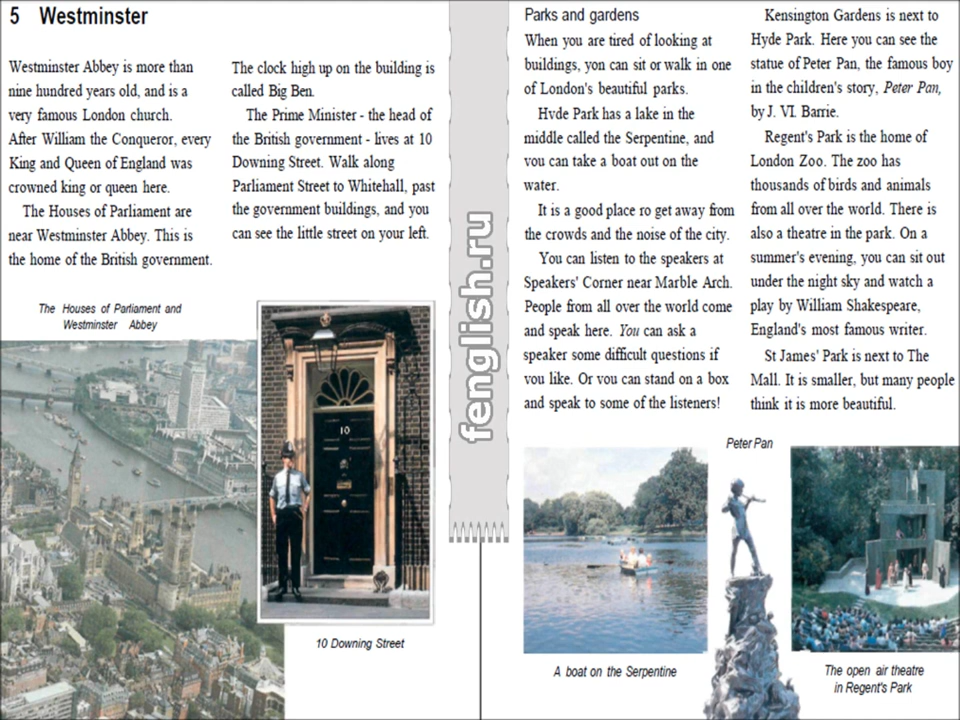 5 Westminster
Westminster Abbey is more than
nine hundred years old, and is a
very famous London church.
After William the Conqueror, every
King and Queen of England was
crowned king or queen here.
The Houses of Parliament are
near Westminster Abbey. This is
the home of the British government.
The clock high up on the building is
called Big Ben.
The Prime Minister - the head of
the British government - lives at 10
Downing Street. Walk along
Parliament Street to Whitehall, past
the government buildings, and you
can see the little street on your left.
The Houses of Parliament and
Westminster Abbey
10
10 Downing Street
fenglish.ru
Parks and gardens
When you are tired of looking at
buildings, you can sit or walk in one
of London's beautiful parks.
Hvde Park has a lake in the
middle called the Serpentine, and
vou can take a boat out on the
water.
It is a good place ro get away from
the crowds and the noise of the city.
You can listen to the speakers at
Speakers' Corner near Marble Arch.
People from all over the world come
and speak here. You can ask a
speaker some difficult questions if
you like. Or you can stand on a box
and speak to some of the listeners!
Kensington Gardens is next to
Hyde Park. Here you can see the
statue of Peter Pan, the famous boy
in the children's story, Peter Pan,
by J. VI. Barrie.
Regent's Park is the home of
London Zoo. The zoo has
thousands of birds and animals
from all over the world. There is
also a theatre in the park. On a
summer's evening, you can sit out
under the night sky and watch a
play by William Shakespeare,
England's most famous writer.
St James' Park is next to The
Mall. It is smaller, but many people
think it is more beautiful.
Peter Pan
A boat on the Serpentine
The open air theatre
in Regent's Park